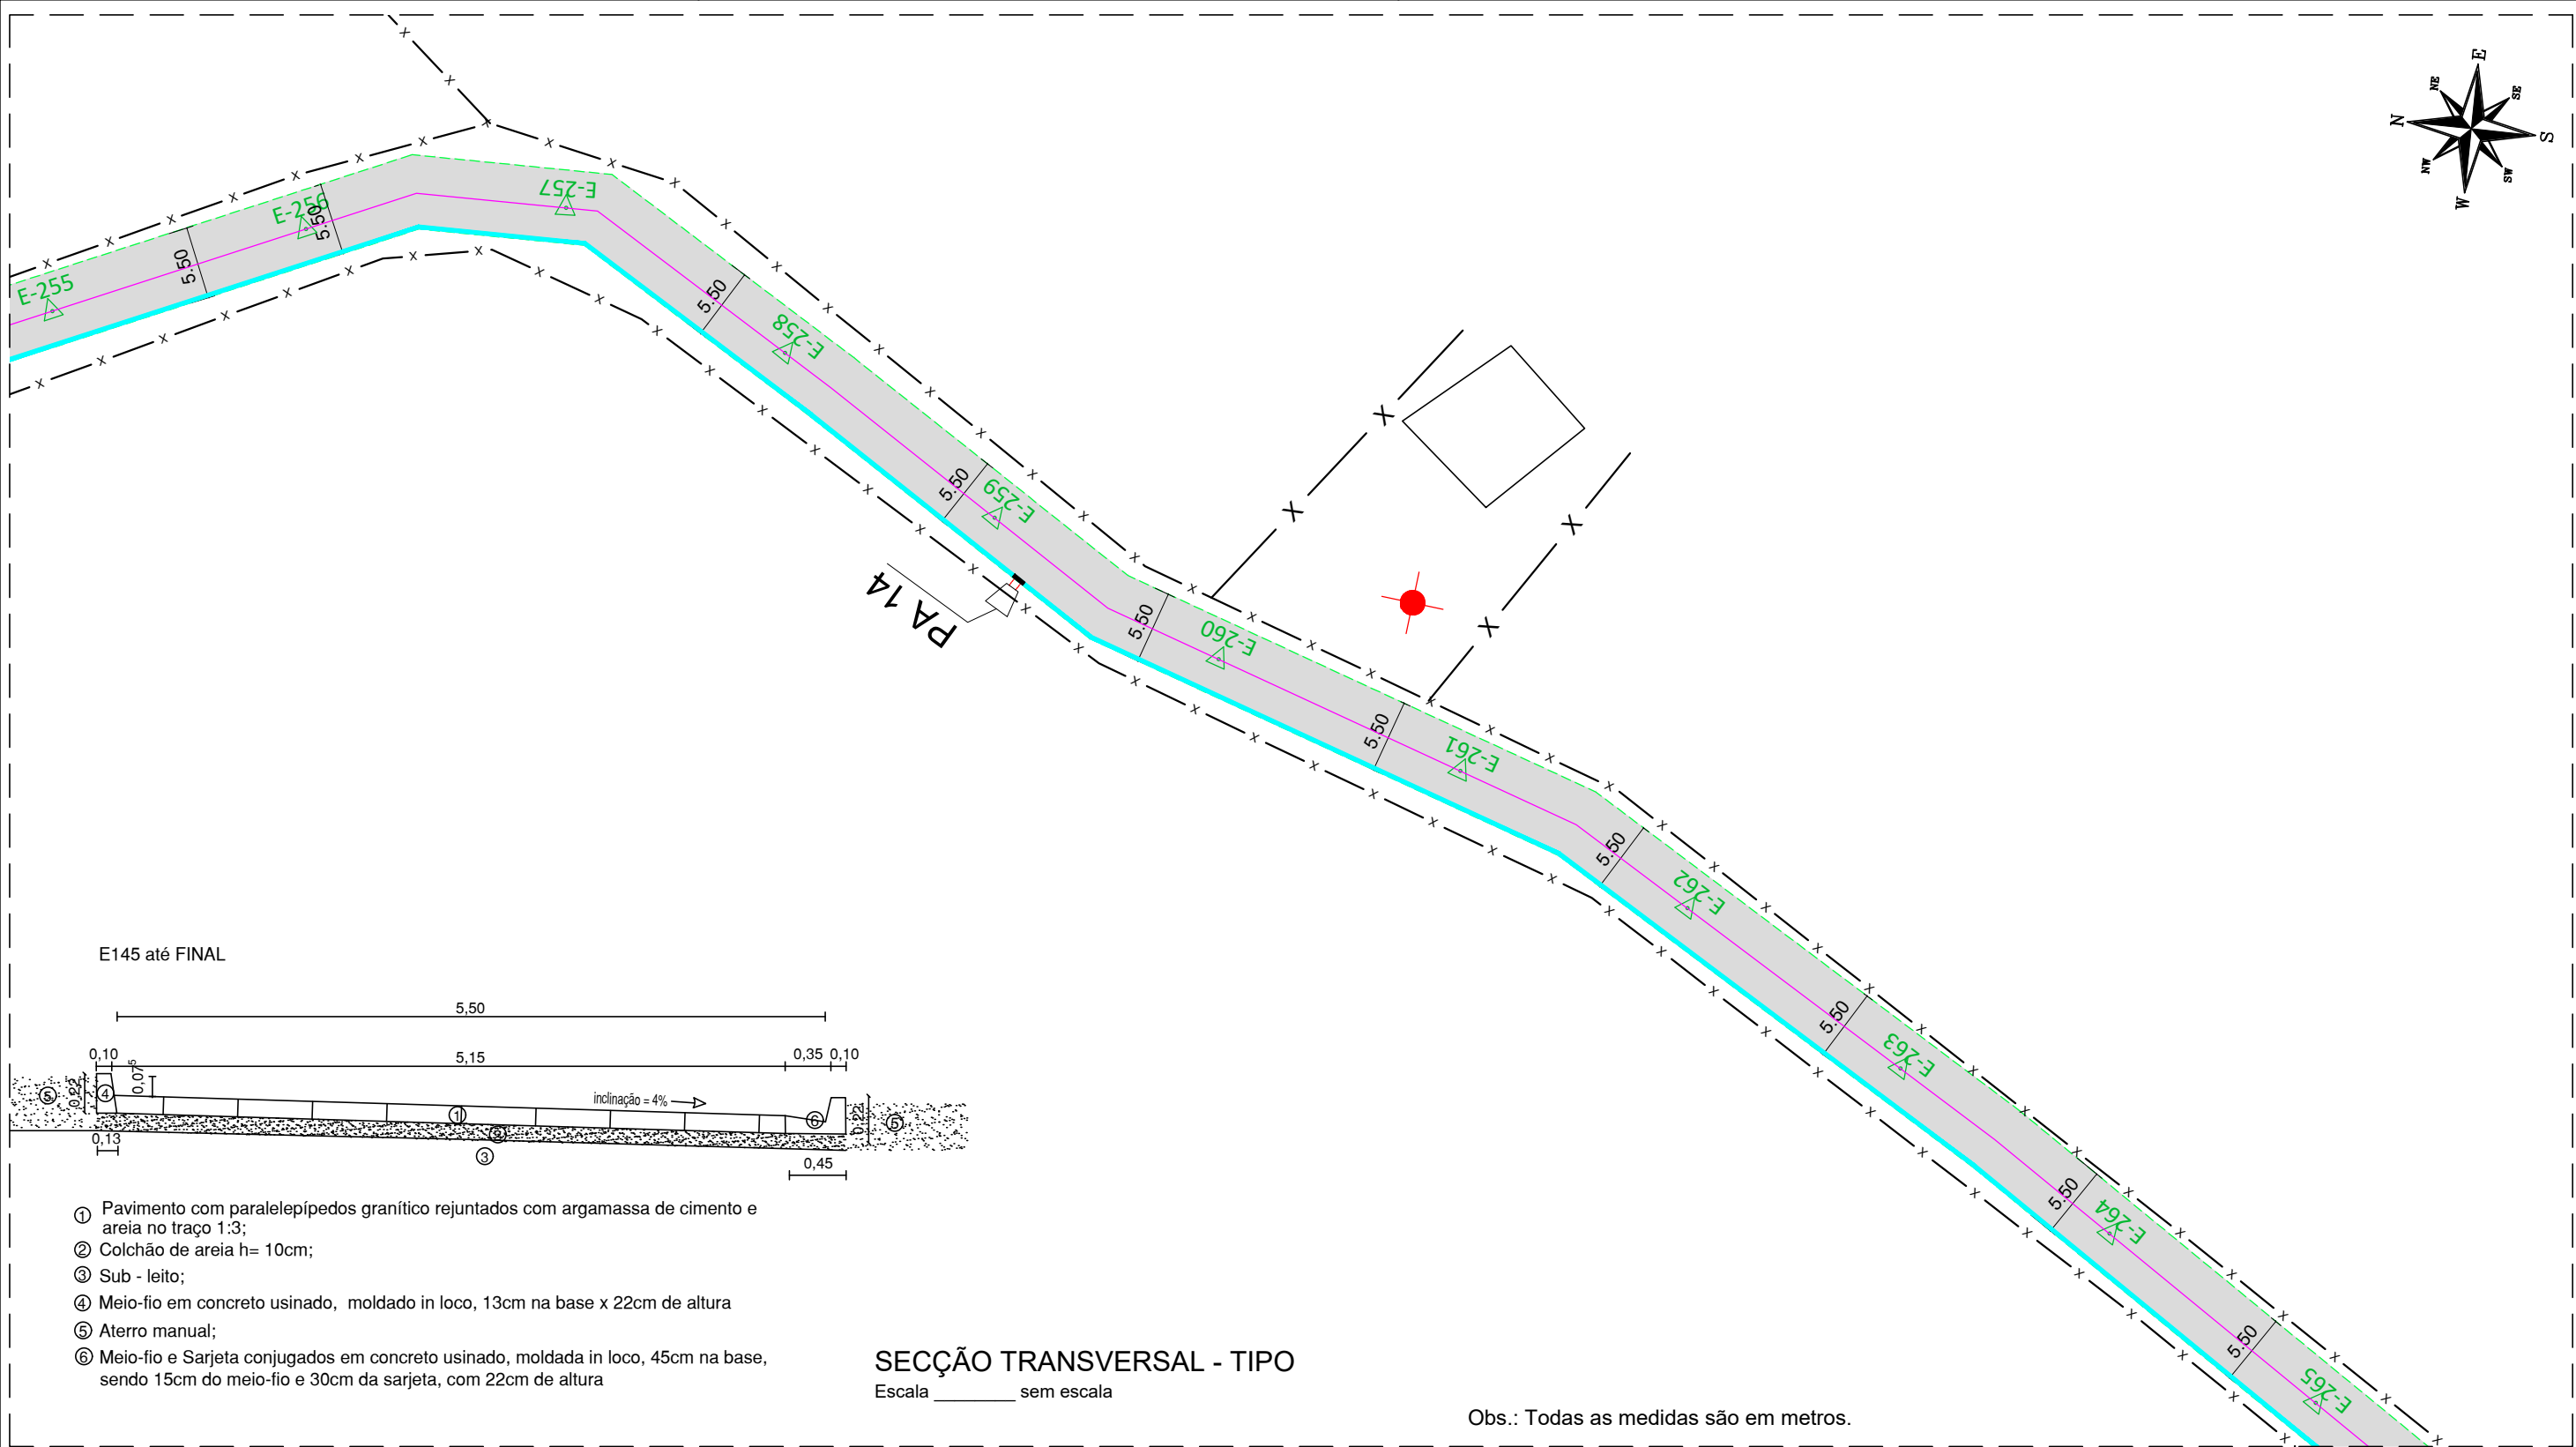 E
NE
SE
N
S
NW
SW
W
E-255
5.50
E-256
5.50
E-257
5.50
E-258
5.50
E-259
PA 14
5.50
E-260
5.50
E-261
5.50
E-262
5.50
E-263
5.50
E-264
5.50
E-265
E145 até FINAL
5,50
0,10
5,15
0,35
0,10
0,22
0,07⁵
inclinação = 4%
0,22
5
4
1
2
3
6
5
0,13
0,45
1 Pavimento com paralelepípedos granítico rejuntados com argamassa de cimento e
areia no traço 1:3;
2 Colchão de areia h= 10cm;
3 Sub - leito;
4 Meio-fio em concreto usinado, moldado in loco, 13cm na base x 22cm de altura
5 Aterro manual;
6 Meio-fio e Sarjeta conjugados em concreto usinado, moldada in loco, 45cm na base,
sendo 15cm do meio-fio e 30cm da sarjeta, com 22cm de altura
SECÇÃO TRANSVERSAL - TIPO
Escala ________ sem escala
Obs.: Todas as medidas são em metros.